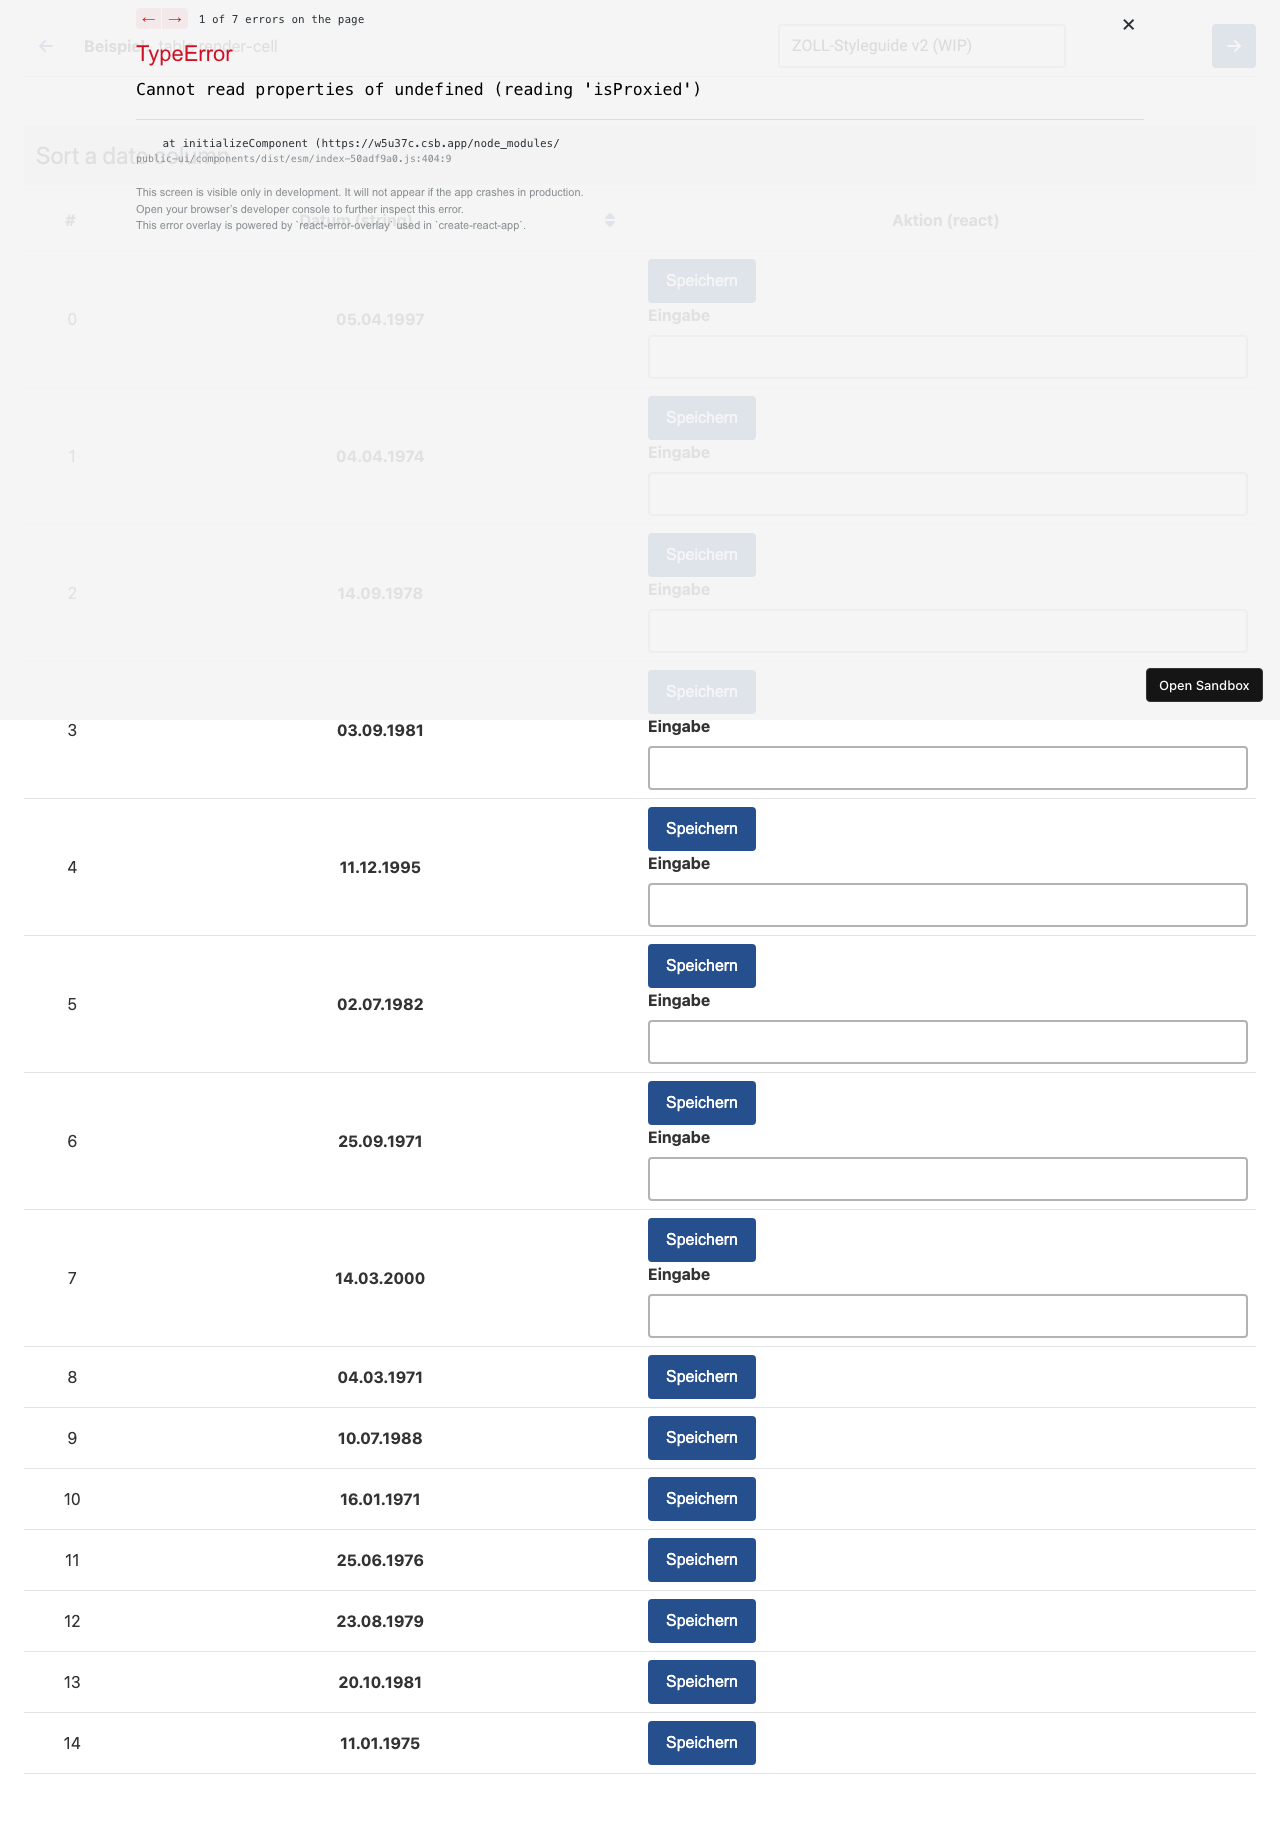 ← → 1 of 7 errors on the page ✕
← Beispiel table render-cell ZOLL-Styleguide v2 (WIP) →
TypeError
Cannot read properties of undefined (reading 'isProxied')
at initializeComponent (https://w5u37c.csb.app/node_modules/
Sort a date column
public-ui/components/dist/esm/index-50adf9a0.js:404:9
This screen is visible only in development. It will not appear if the app crashes in production.
Open your browser’s developer console to further inspect this error.
This error overlay is powered by `react-error-overlay` used in `create-react-app`.
# Datum (string) Aktion (react)
Speichern
0 05.04.1997 Eingabe
Speichern
1 04.04.1974 Eingabe
Speichern
2 14.09.1978 Eingabe
Speichern
Open Sandbox
3 03.09.1981 Eingabe
Speichern
4 11.12.1995 Eingabe
Speichern
5 02.07.1982 Eingabe
Speichern
6 25.09.1971 Eingabe
Speichern
7 14.03.2000 Eingabe
8 04.03.1971 Speichern
9 10.07.1988 Speichern
10 16.01.1971 Speichern
11 25.06.1976 Speichern
12 23.08.1979 Speichern
13 20.10.1981 Speichern
14 11.01.1975 Speichern